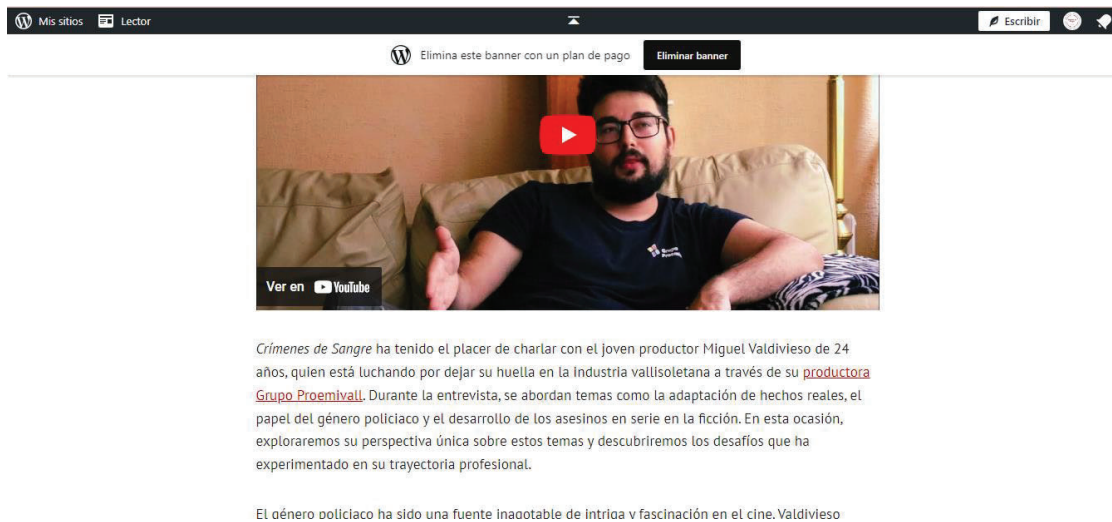 Mis sitios Lector Escribir
Elimina este banner con un plan de pago Eliminar banner
Grupo
Ver en YouTube
Crímenes de Sangre ha tenido el placer de charlar con el joven productor Miguel Valdivieso de 24
años, quien está luchando por dejar su huella en la industria vallisoletana a través de su productora
Grupo Proemivall. Durante la entrevista, se abordan temas como la adaptación de hechos reales, el
papel del género policiaco y el desarrollo de los asesinos en serie en la ficción. En esta ocasión,
exploraremos su perspectiva única sobre estos temas y descubriremos los desafíos que ha
experimentado en su trayectoria profesional.
El género policiaco ha sido una fuente inagotable de intriga y fascinación en el cine. Valdivieso